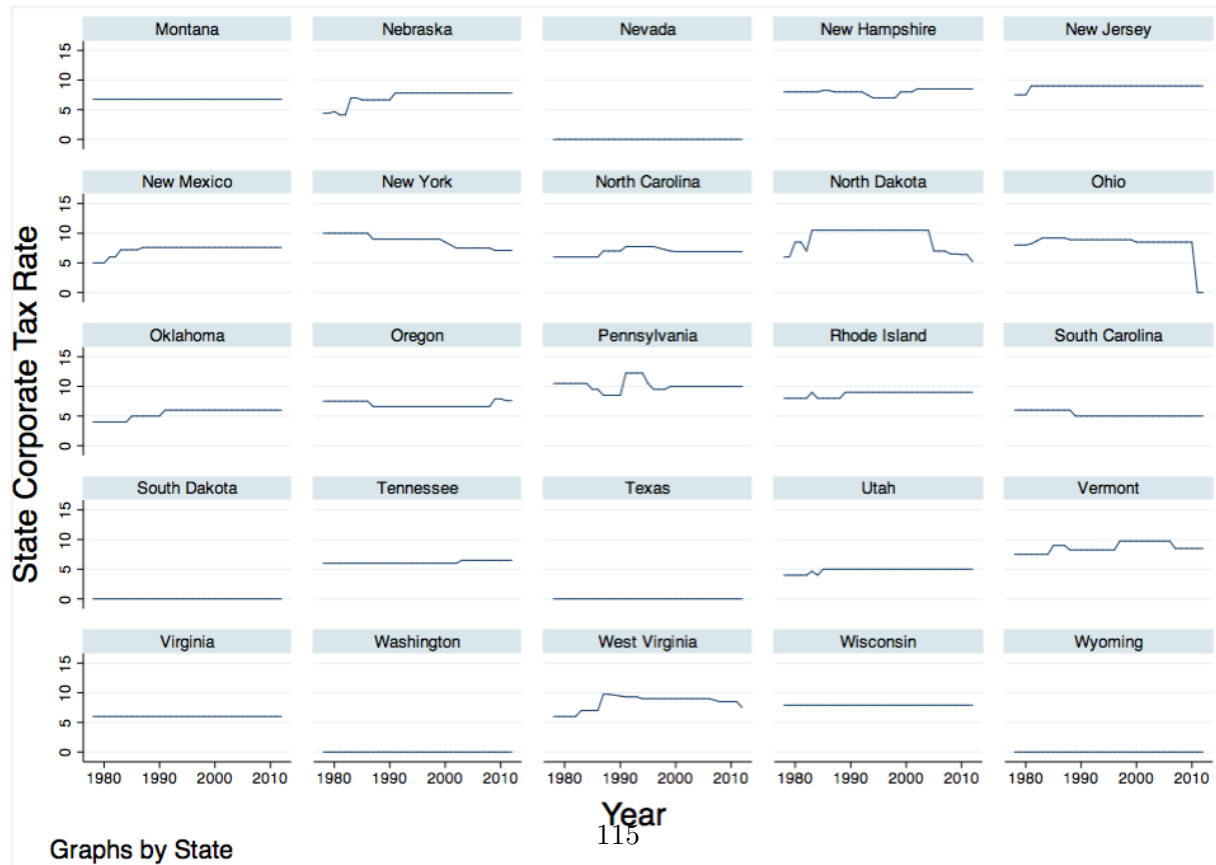 Montana Nebraska Nevada New Hampshire New Jersey
15
10
5
0
New Mexico New York North Carolina North Dakota Ohio
15
10
5
0
Oklahoma Oregon Pennsylvania Rhode Island South Carolina
15
10
5
0
South Dakota Tennessee Texas Utah Vermont
15
10
5
0
Virginia Washington West Virginia Wisconsin Wyoming
15
10
5
0
1980 1990 2000 2010 1980 1990 2000 2010 1980 1990 2000 2010 1980 1990 2000 2010 1980 1990 2000 2010
State Corporate Tax Rate
Year
115
Graphs by State